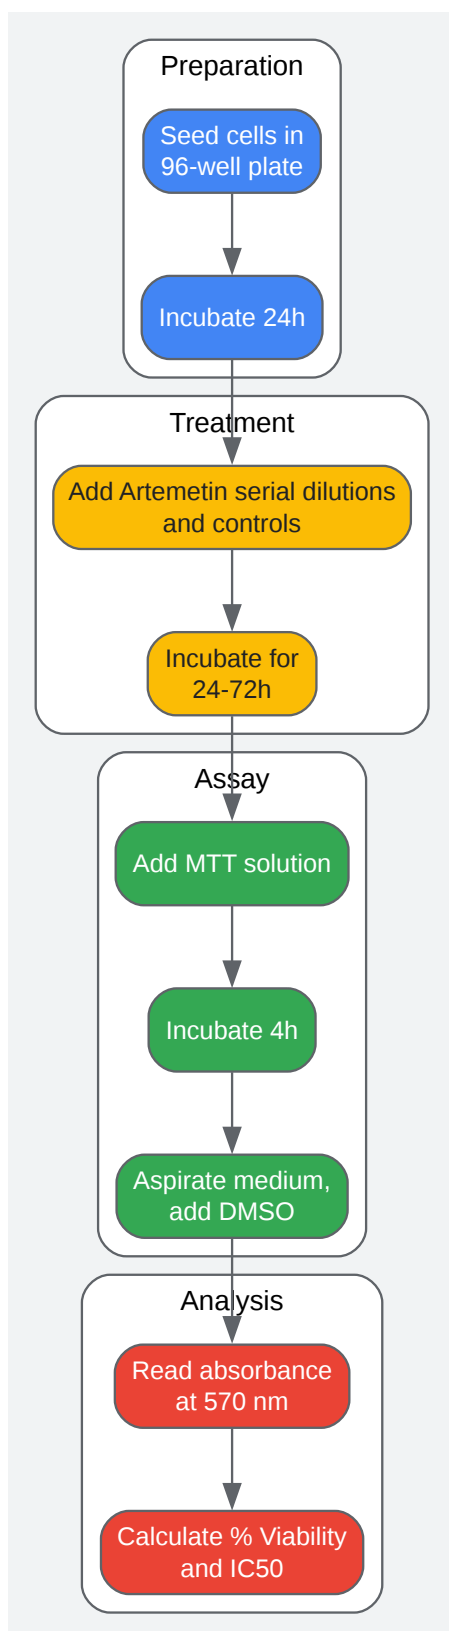 Preparation
Seed cells in
96-well plate
Incubate 24h
Treatment
Add Artemetin serial dilutions
and controls
Incubate for
24-72h
Assay
Add MTT solution
Incubate 4h
Aspirate medium,
add DMSO
Analysis
Read absorbance
at 570 nm
Calculate % Viability
and IC50